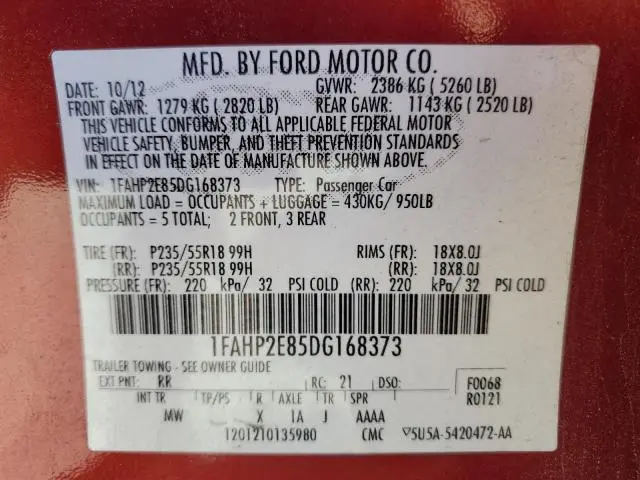 MFD. BY FORD MOTOR CO.
DATE: 10/12 GVWR: 2386 KG ( 5260 LB)
FRONT GAWR: 1279 KG ( 2820 LB) REAR GAWR: 1143 KG ( 2520 LB)
THIS VEHICLE CONFORMS TO ALL APPLICABLE FEDERAL MOTOR
VEHICLE SAFETY, BUMPER, AND THEFT PREVENTION STANDARDS
IN EFFECT ON THE DATE OF MANUFACTURE SHOWN ABOVE.
VIN: 1FAHP2E85DG168373 TYPE: Passenger Car
MAXIMUM LOAD = OCCUPANTS + LUGGAGE = 430KG/ 950LB
OCCUPANTS = 5 TOTAL; 2 FRONT, 3 REAR
TIRE (FR): P235/55R18 99H RIMS (FR): 18X8.0J
(RR): P235/55R18 99H (RR): 18X8.0J
PRESSURE (FR): 220 kPa/ 32 PSI COLD (RR): 220 kPa/ 32 PSI COLD
1FAHP2E85DG168373
TRAILER TOWING - SEE OWNER GUIDE
EXT PNT: RR RC: 21 DSO: F0068
INT TR TP/PS R AXLE TR SPR R0121
MW X 1A J AAAA
1201210135980 CMC 5U5A-5420472-AA